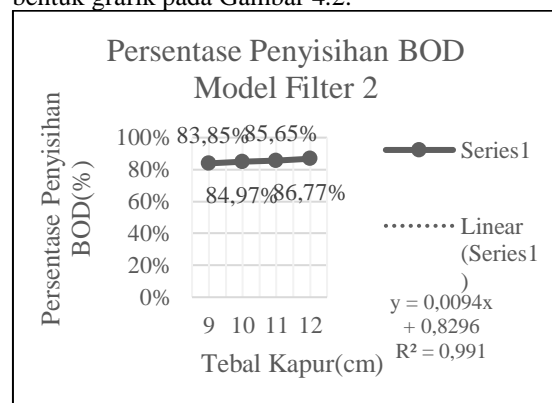 bentuk grafik pada Gambar 4.2.
Persentase Penyisihan BOD
Model Filter 2
Persentase Penyisihan
BOD(%)
100%
80%
60%
40%
20%
0%
83,85%
85,65%
84,97%
86,77%
9 10 11 12
Tebal Kapur(cm)
Series1
Linear
(Series1
)
y = 0,0094x
+ 0,8296
R² = 0,991